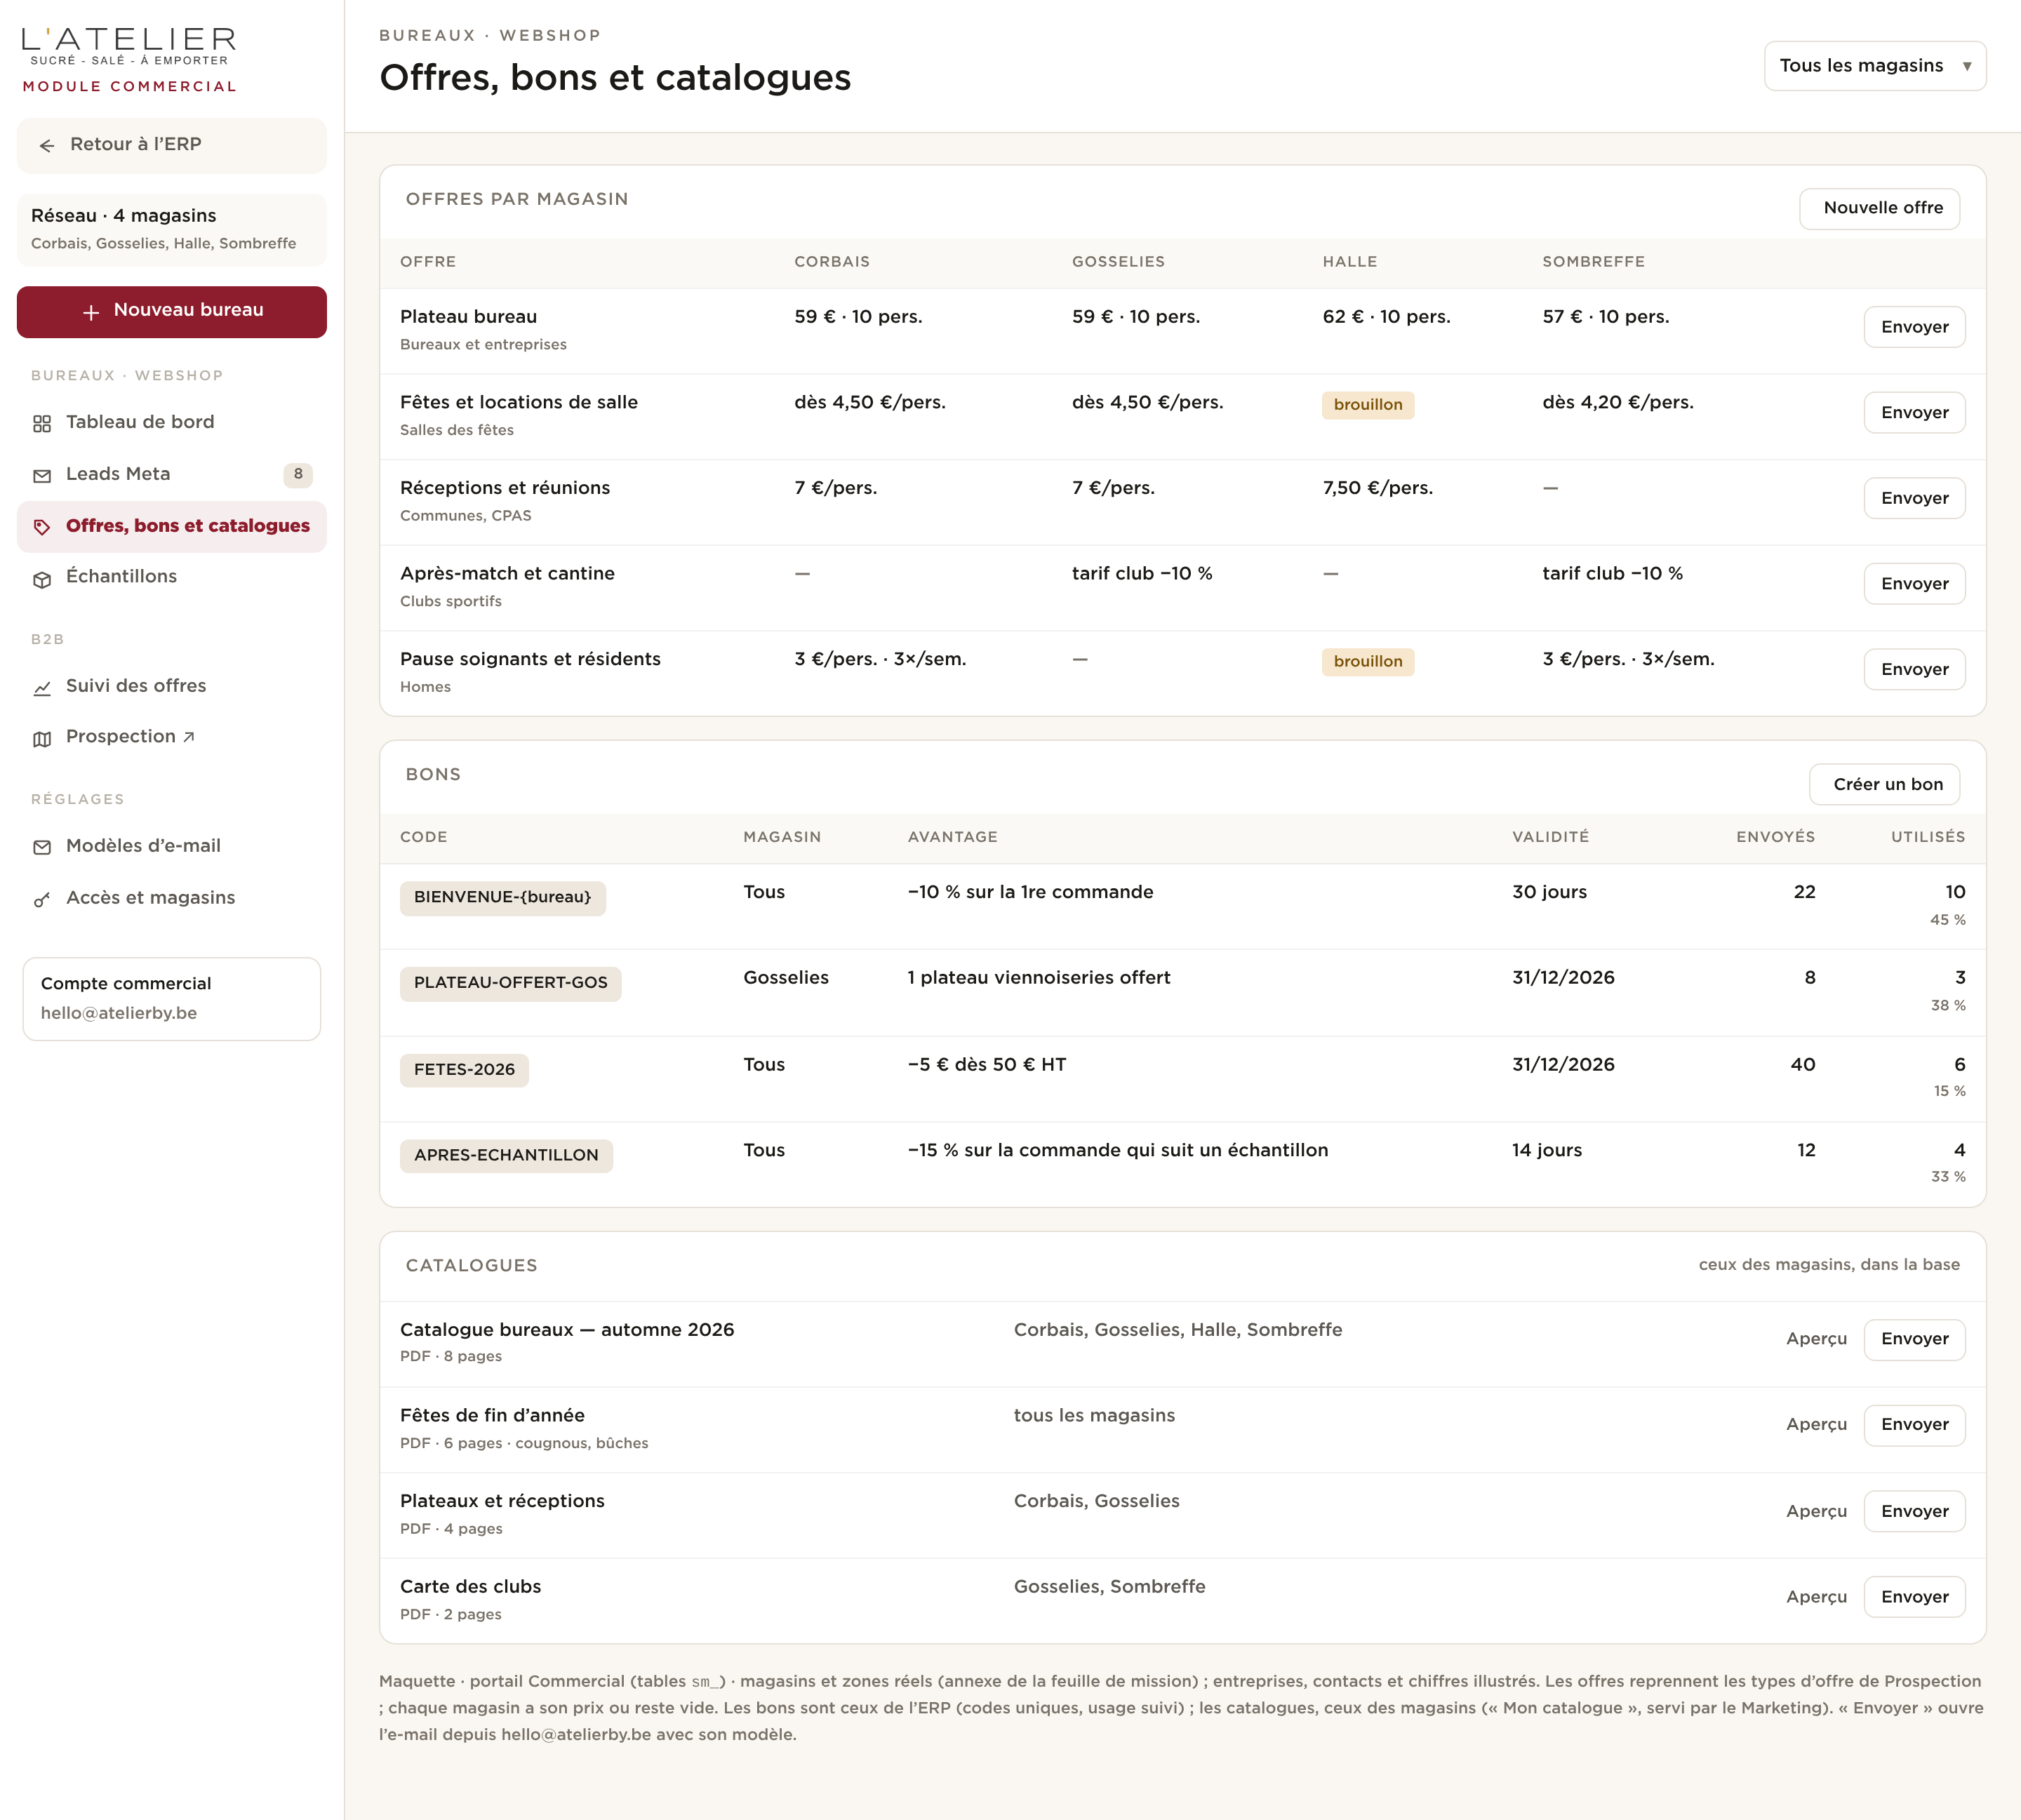 L'ATELIER
SUCRÉ - SALÉ - À EMPORTER
MODULE COMMERCIAL
← Retour à l’ERP
Réseau · 4 magasins
Corbais, Gosselies, Halle, Sombreffe
+ Nouveau bureau
BUREAUX · WEBSHOP
Tableau de bord
Leads Meta 8
Offres, bons et catalogues
Échantillons
B2B
Suivi des offres
Prospection ↗
RÉGLAGES
Modèles d’e-mail
Accès et magasins
Compte commercial
hello@atelierby.be
BUREAUX · WEBSHOP
Offres, bons et catalogues
Tous les magasins ▾
OFFRES PAR MAGASIN
Nouvelle offre
OFFRE CORBAIS GOSSELIES HALLE SOMBREFFE
Plateau bureau 59 € · 10 pers. 59 € · 10 pers. 62 € · 10 pers. 57 € · 10 pers. Envoyer
Bureaux et entreprises
Fêtes et locations de salle dès 4,50 €/pers. dès 4,50 €/pers. brouillon dès 4,20 €/pers. Envoyer
Salles des fêtes
Réceptions et réunions 7 €/pers. 7 €/pers. 7,50 €/pers. — Envoyer
Communes, CPAS
Après-match et cantine — tarif club −10 % — tarif club −10 % Envoyer
Clubs sportifs
Pause soignants et résidents 3 €/pers. · 3×/sem. — brouillon 3 €/pers. · 3×/sem. Envoyer
Homes
BONS
Créer un bon
CODE MAGASIN AVANTAGE VALIDITÉ ENVOYÉS UTILISÉS
BIENVENUE-{bureau} Tous −10 % sur la 1re commande 30 jours 22 10
45 %
PLATEAU-OFFERT-GOS Gosselies 1 plateau viennoiseries offert 31/12/2026 8 3
38 %
FETES-2026 Tous −5 € dès 50 € HT 31/12/2026 40 6
15 %
APRES-ECHANTILLON Tous −15 % sur la commande qui suit un échantillon 14 jours 12 4
33 %
CATALOGUES
ceux des magasins, dans la base
Catalogue bureaux — automne 2026 Corbais, Gosselies, Halle, Sombreffe Aperçu Envoyer
PDF · 8 pages
Fêtes de fin d’année tous les magasins Aperçu Envoyer
PDF · 6 pages · cougnous, bûches
Plateaux et réceptions Corbais, Gosselies Aperçu Envoyer
PDF · 4 pages
Carte des clubs Gosselies, Sombreffe Aperçu Envoyer
PDF · 2 pages
Maquette · portail Commercial (tables sm_) · magasins et zones réels (annexe de la feuille de mission) ; entreprises, contacts et chiffres illustrés. Les offres reprennent les types d’offre de Prospection
; chaque magasin a son prix ou reste vide. Les bons sont ceux de l’ERP (codes uniques, usage suivi) ; les catalogues, ceux des magasins (« Mon catalogue », servi par le Marketing). « Envoyer » ouvre
l’e-mail depuis hello@atelierby.be avec son modèle.